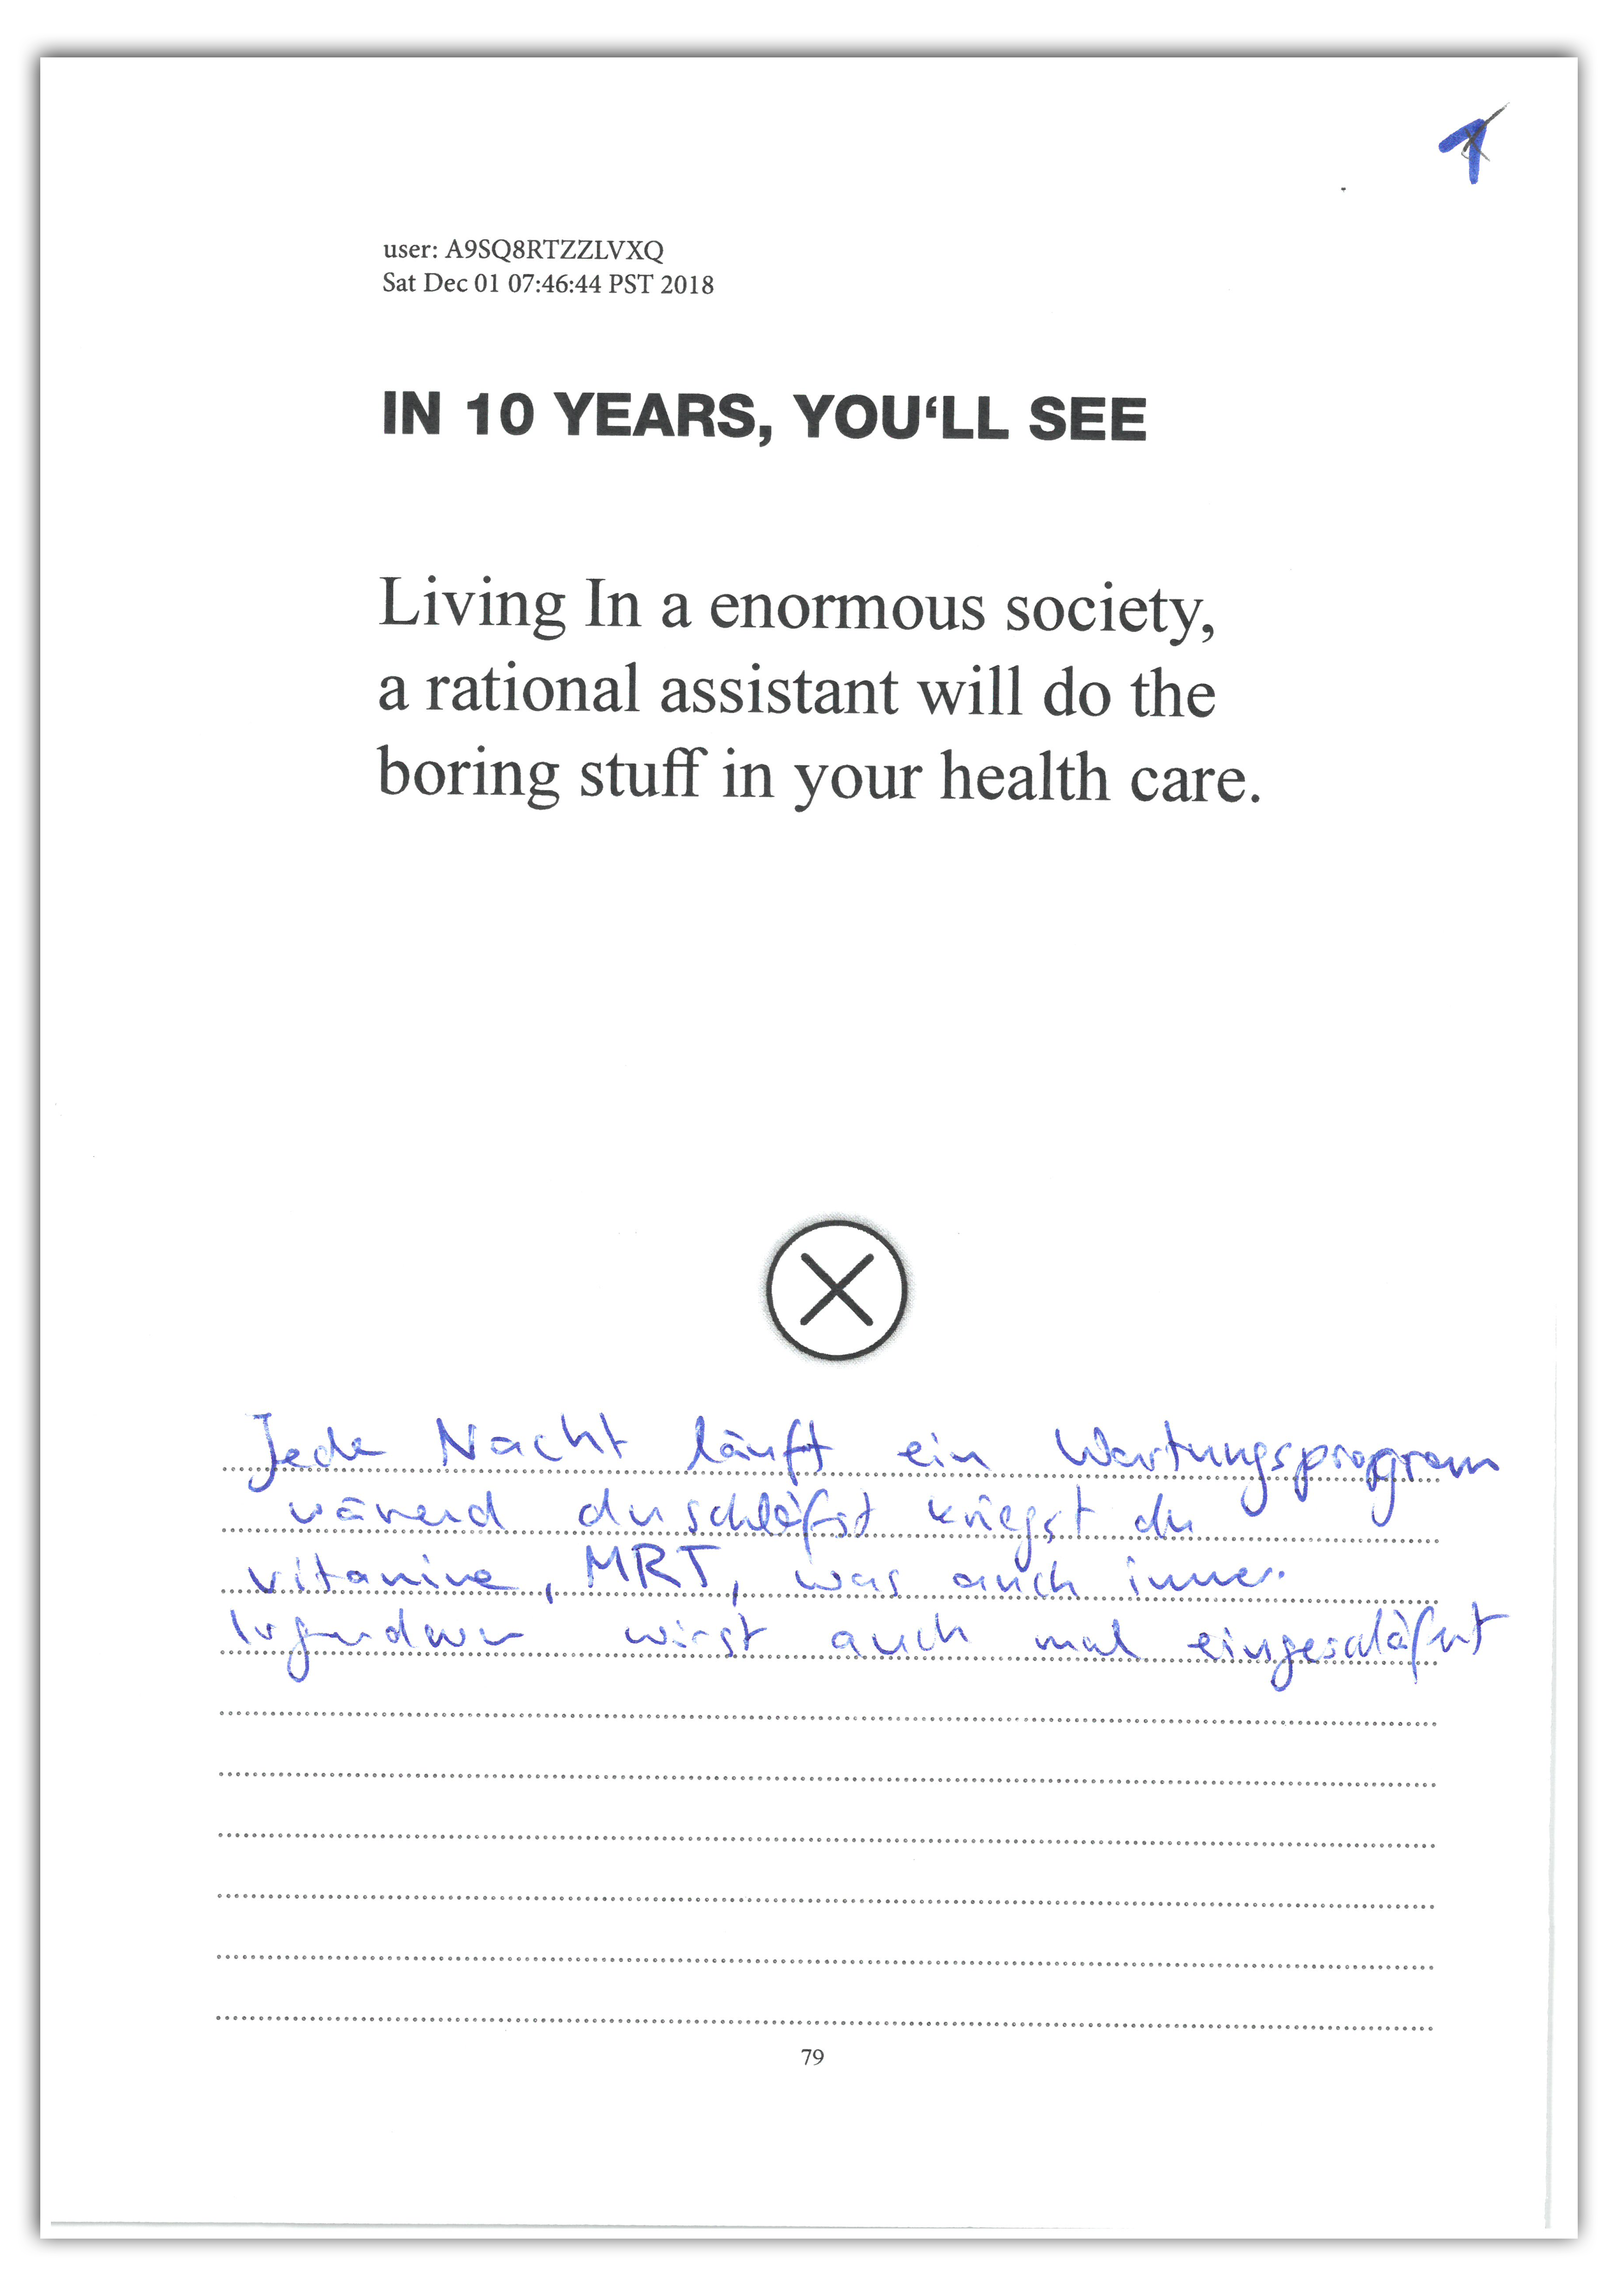 1
user: A9SQ8RTZZLVXQ
Sat Dec 01 07:46:44 PST 2018
IN 10 YEARS, YOU‘LL SEE
Living In a enormous society,
a rational assistant will do the
boring stuff in your health care.
Jede Nacht läuft ein Wartungsprogram
wärend du schläfst kriegst du
vitamine, MRT, was auch immer.
Irgendwan wirst auch mal eingeschläfert
79